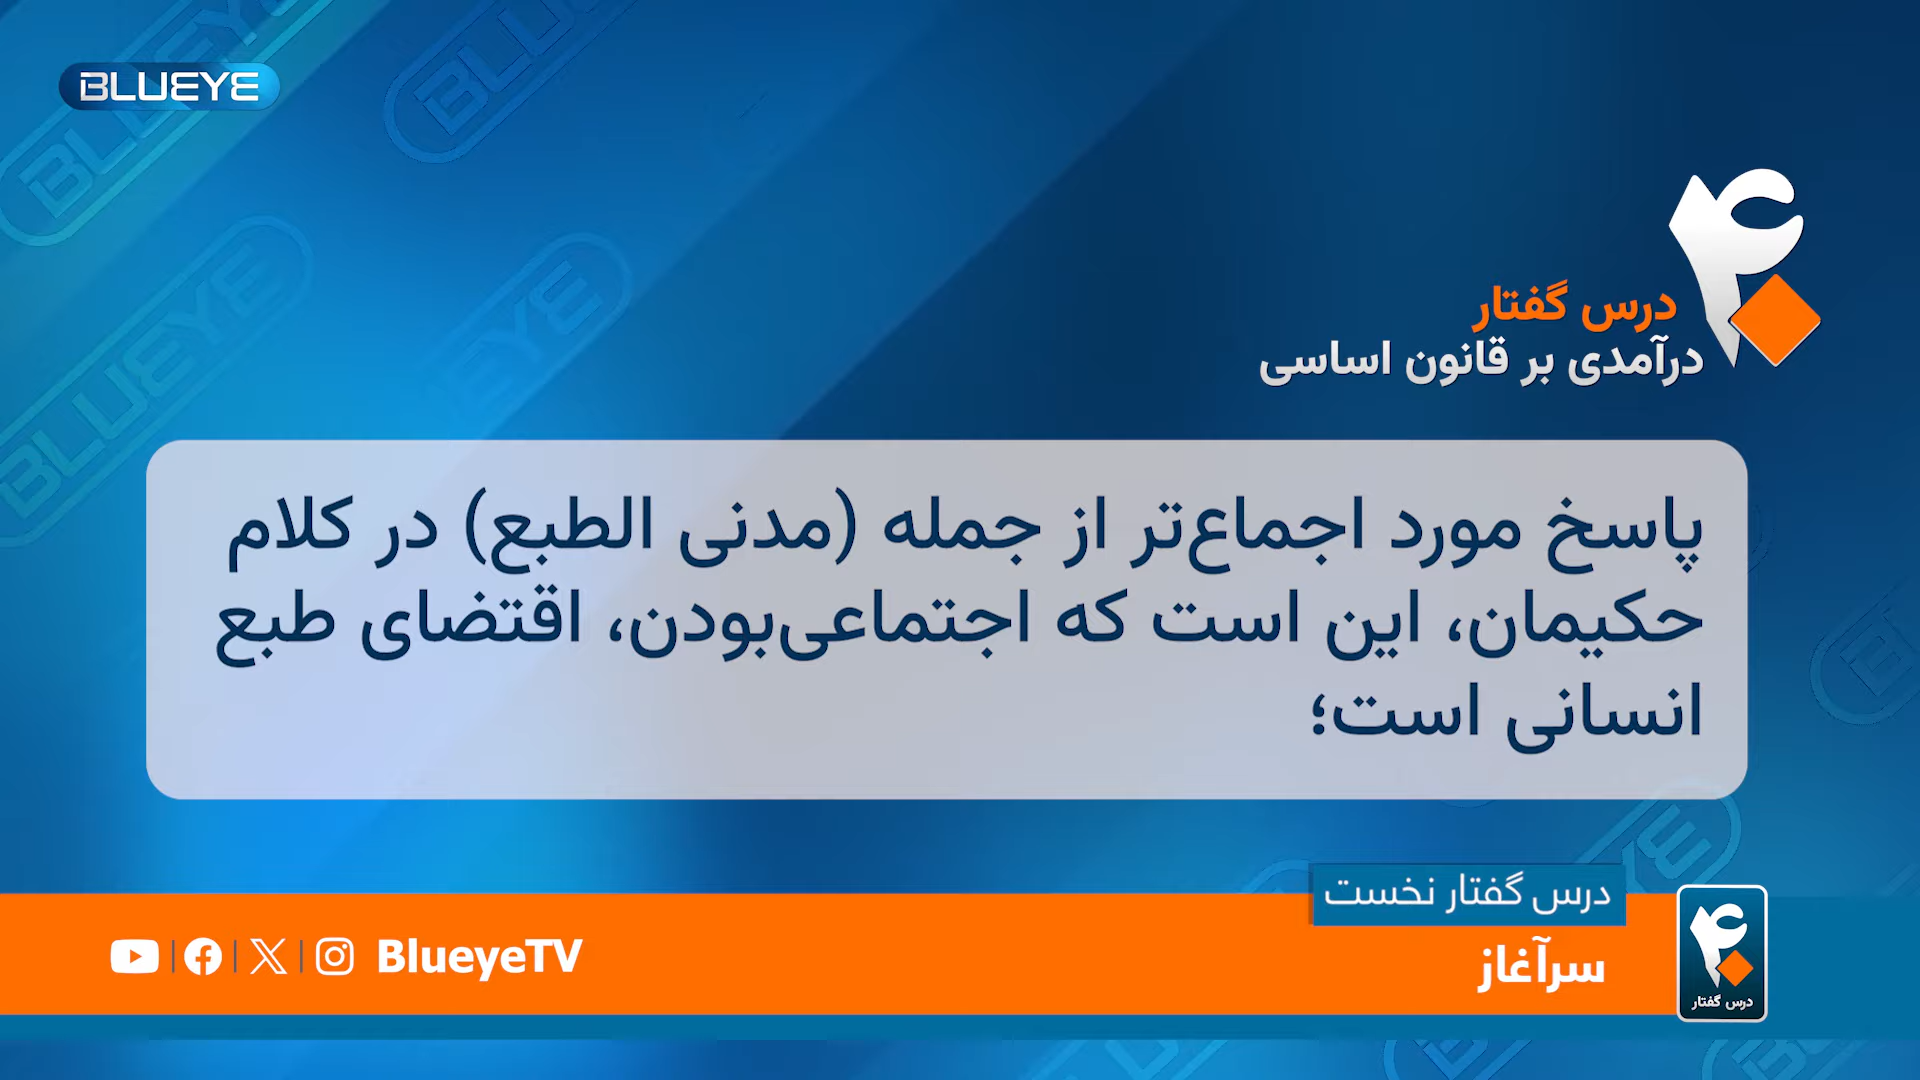 BLUEYE
۴۰
درس گفتار
درآمدی بر قانون اساسی
پاسخ مورد اجماع‌تر از جمله (مدنی الطبع) در کلام
حکیمان، این است که اجتماعی‌بودن، اقتضای طبع
انسانی است؛
درس گفتار نخست
سرآغاز
BlueyeTV
۴۰
درس گفتار